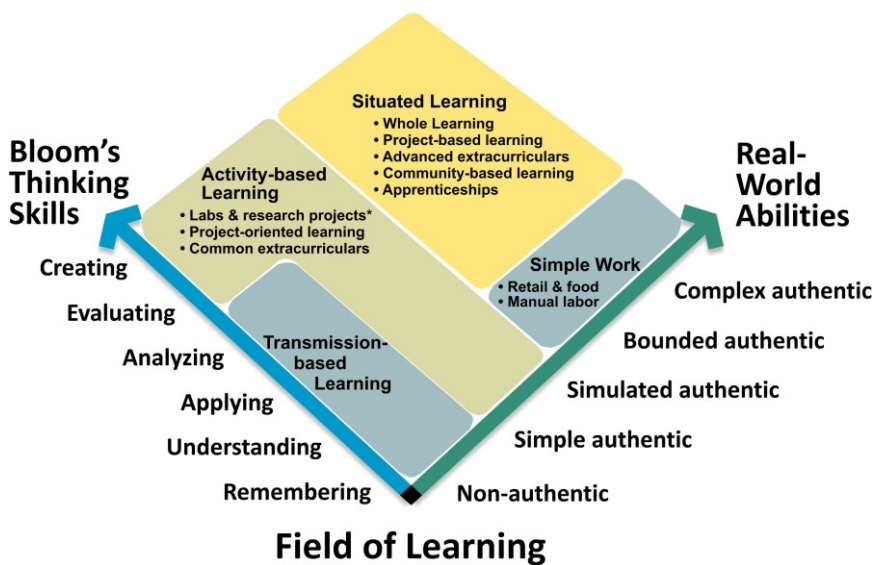 Situated Learning
• Whole Learning
• Project-based learning
• Advanced extracurriculars
• Community-based learning
• Apprenticeships
Bloom's
Thinking
Skills
Activity-based
Learning
• Labs & research projects*
• Project-oriented learning
• Common extracurriculars
Real-
World
Abilities
Simple Work
• Retail & food
• Manual labor
Transmission-
based
Learning
Creating
Evaluating
Analyzing
Applying
Understanding
Remembering
Complex authentic
Bounded authentic
Simulated authentic
Simple authentic
Non-authentic
Field of Learning